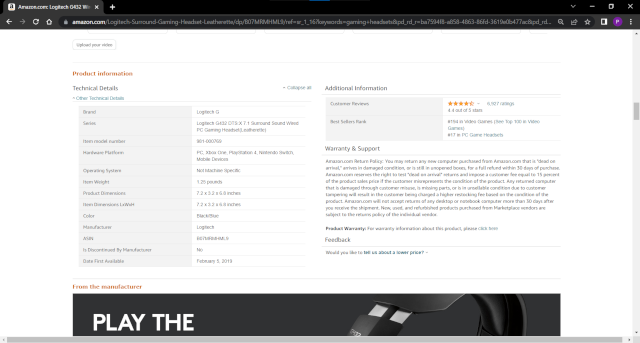 Amazon.com: Logitech G432 Wi
amazon.com/Logitech-Surround-Gaming-Headset-Leatherette/dp/B07MRMHML9/ref=sr_1_16?keywords=gaming+headsets&pd_rd_r=
P
Upload your video
Product information
Technical Details
Collapse all
Other Technical Details
Brand Logitech G
Series Logitech G432 DTS:X 7.1 Surround Sound Wired
PC Gaming Headset(Leatherette)
Item model number 981-000769
Hardware Platform PC, Xbox One, PlayStation 4, Nintendo Switch,
Mobile Devices
Operating System Not Machine Specific
Item Weight 1.25 pounds
Product Dimensions 7.2 x 3.2 x 6.8 inches
Item Dimensions LxWxH 7.2 x 3.2 x 6.8 inches
Color Black/Blue
Manufacturer Logitech
ASIN B07MRMHML9
Is Discontinued By Manufacturer No
Date First Available February 5, 2019
Additional Information
Customer Reviews 6,927 ratings
4.4 out of 5 stars
Best Sellers Rank #194 in Video Games (See Top 100 in Video
Games)
#17 in PC Game Headsets
Warranty & Support
Amazon.com Return Policy: You may return any new computer purchased from Amazon.com that is "dead on
arrival," arrives in damaged condition, or is still in unopened boxes, for a full refund within 30 days of purchase.
Amazon.com reserves the right to test "dead on arrival" returns and impose a customer fee equal to 15 percent
of the product sales price if the customer misrepresents the condition of the product. Any returned computer
that is damaged through customer misuse, is missing parts, or is in unsellable condition due to customer
tampering will result in the customer being charged a higher restocking fee based on the condition of the
product. Amazon.com will not accept returns of any desktop or notebook computer more than 30 days after
you receive the shipment. New, used, and refurbished products purchased from Marketplace vendors are
subject to the returns policy of the individual vendor.
Product Warranty: For warranty information about this product, please click here
Feedback
Would you like to tell us about a lower price?
From the manufacturer
PLAY THE